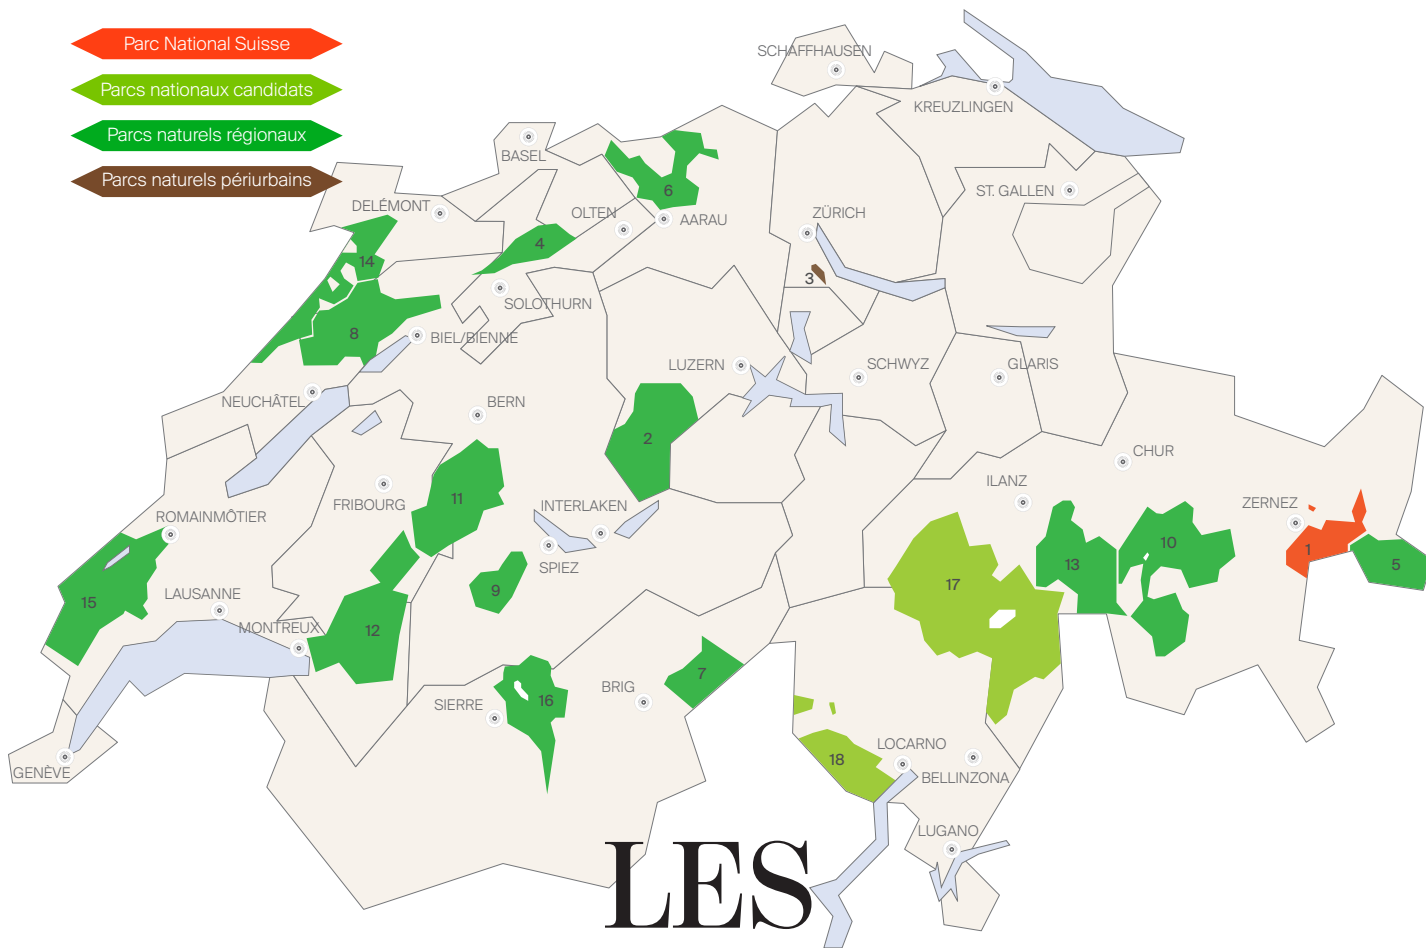 Parc National Suisse
Parcs nationaux candidats
Parcs naturels régionaux
Parcs naturels périurbains
SCHAFFHAUSEN
KREUZLINGEN
BASEL
ST. GALLEN
6
DELÉMONT
OLTEN
AARAU
ZÜRICH
4
14
3
SOLOTHURN
8
BIEL/BIENNE
LUZERN
SCHWYZ
GLARIS
NEUCHÂTEL
BERN
2
CHUR
ILANZ
11
FRIBOURG
INTERLAKEN
ZERNEZ
ROMAINMÔTIER
10
1
SPIEZ
13
5
17
9
LAUSANNE
15
MONTREUX
12
7
BRIG
SIERRE
16
LOCARNO
18
GENÈVE
BELLINZONA
LUGANO
LES